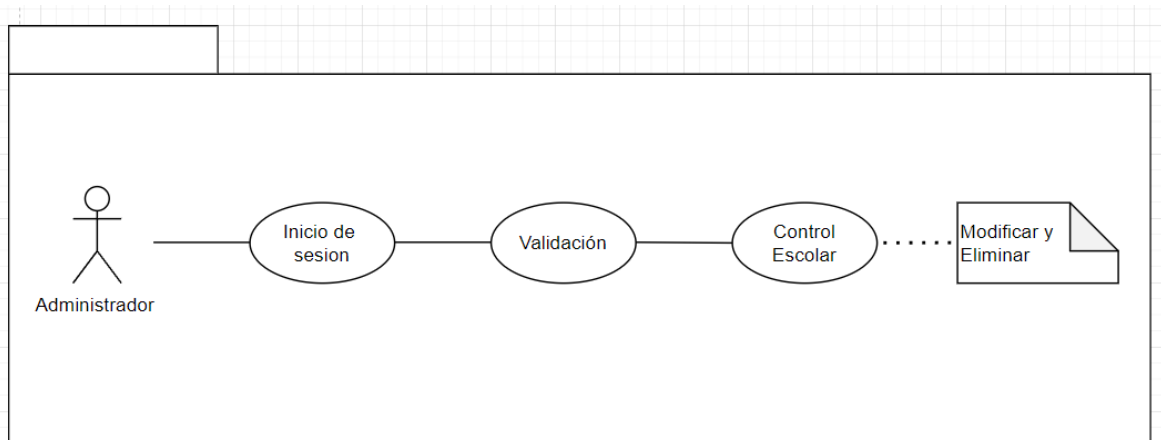 Inicio de
sesion
Validación
Control
Escolar
Modificar y
Eliminar
Administrador